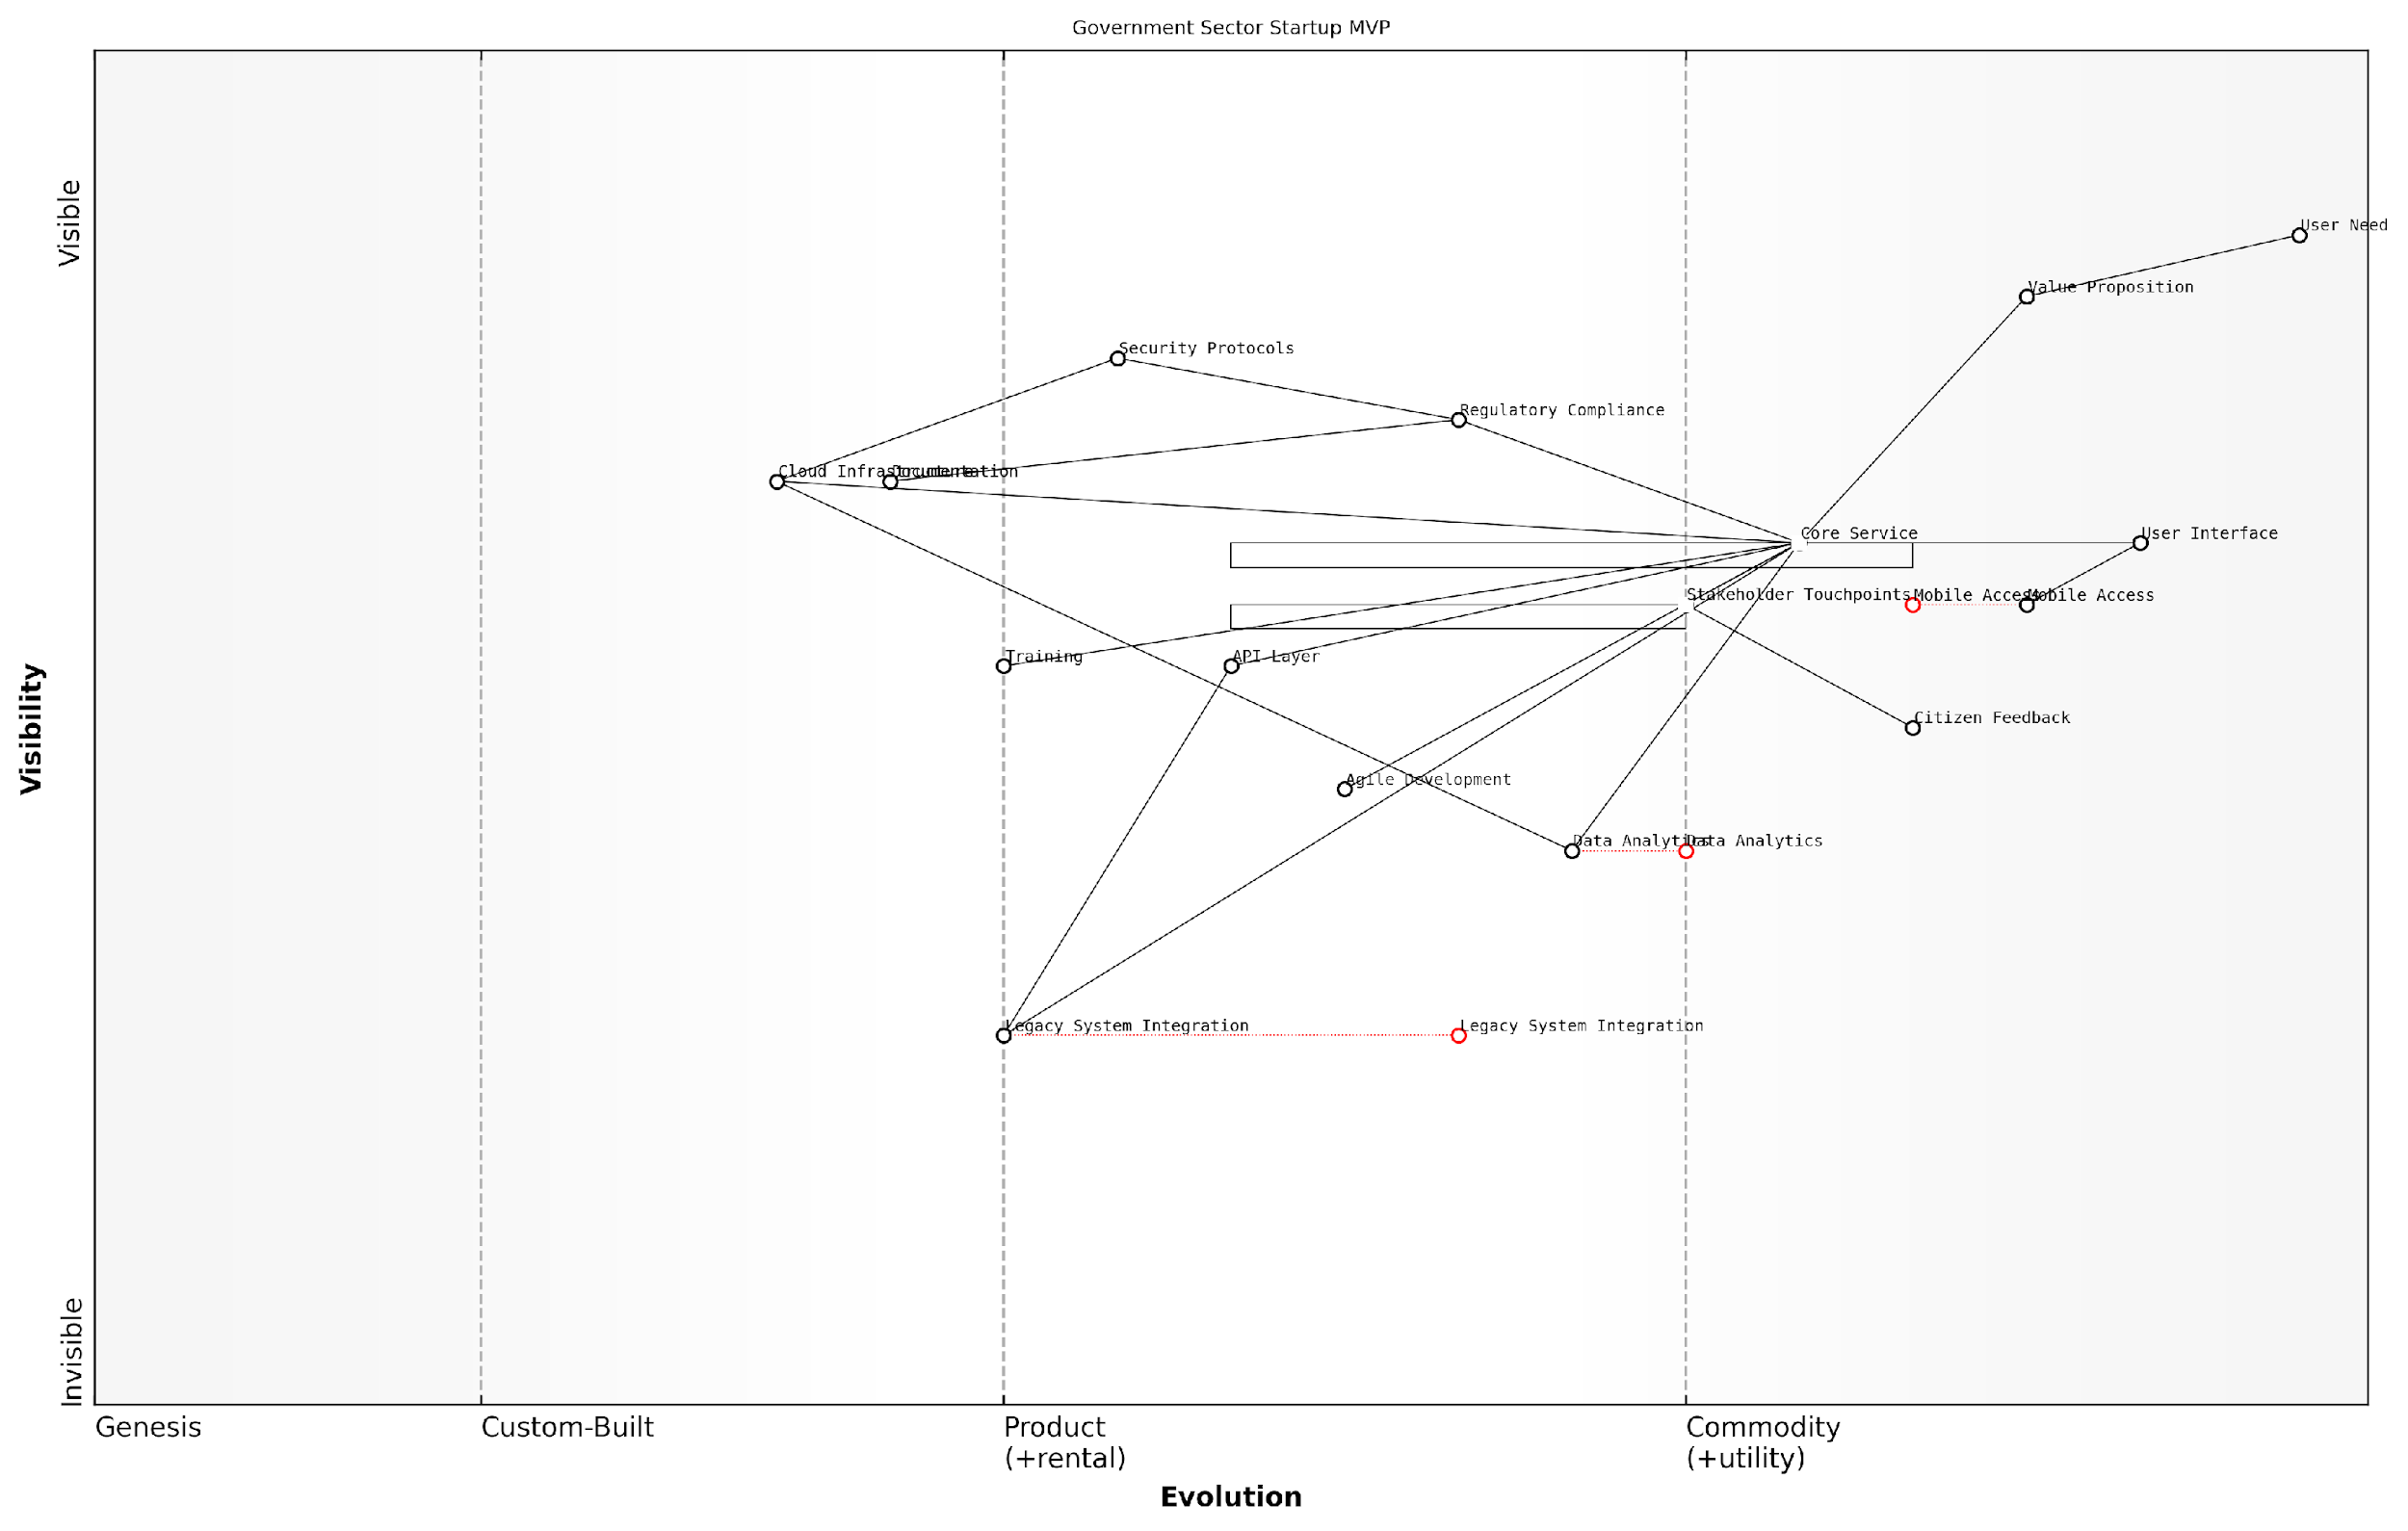 Government Sector Startup MVP
Visible
User Need
Value Proposition
Security Protocols
Regulatory Compliance
Cloud Infrastructure
Documentation
Core Service
User Interface
Stakeholder Touchpoints
Mobile Access
Mobile Access
Training
API Layer
Visibility
Citizen Feedback
Agile Development
Data Analytics
Data Analytics
Legacy System Integration
Legacy System Integration
Invisible
Genesis
Custom-Built
Product
(+rental)
Commodity
(+utility)
Evolution